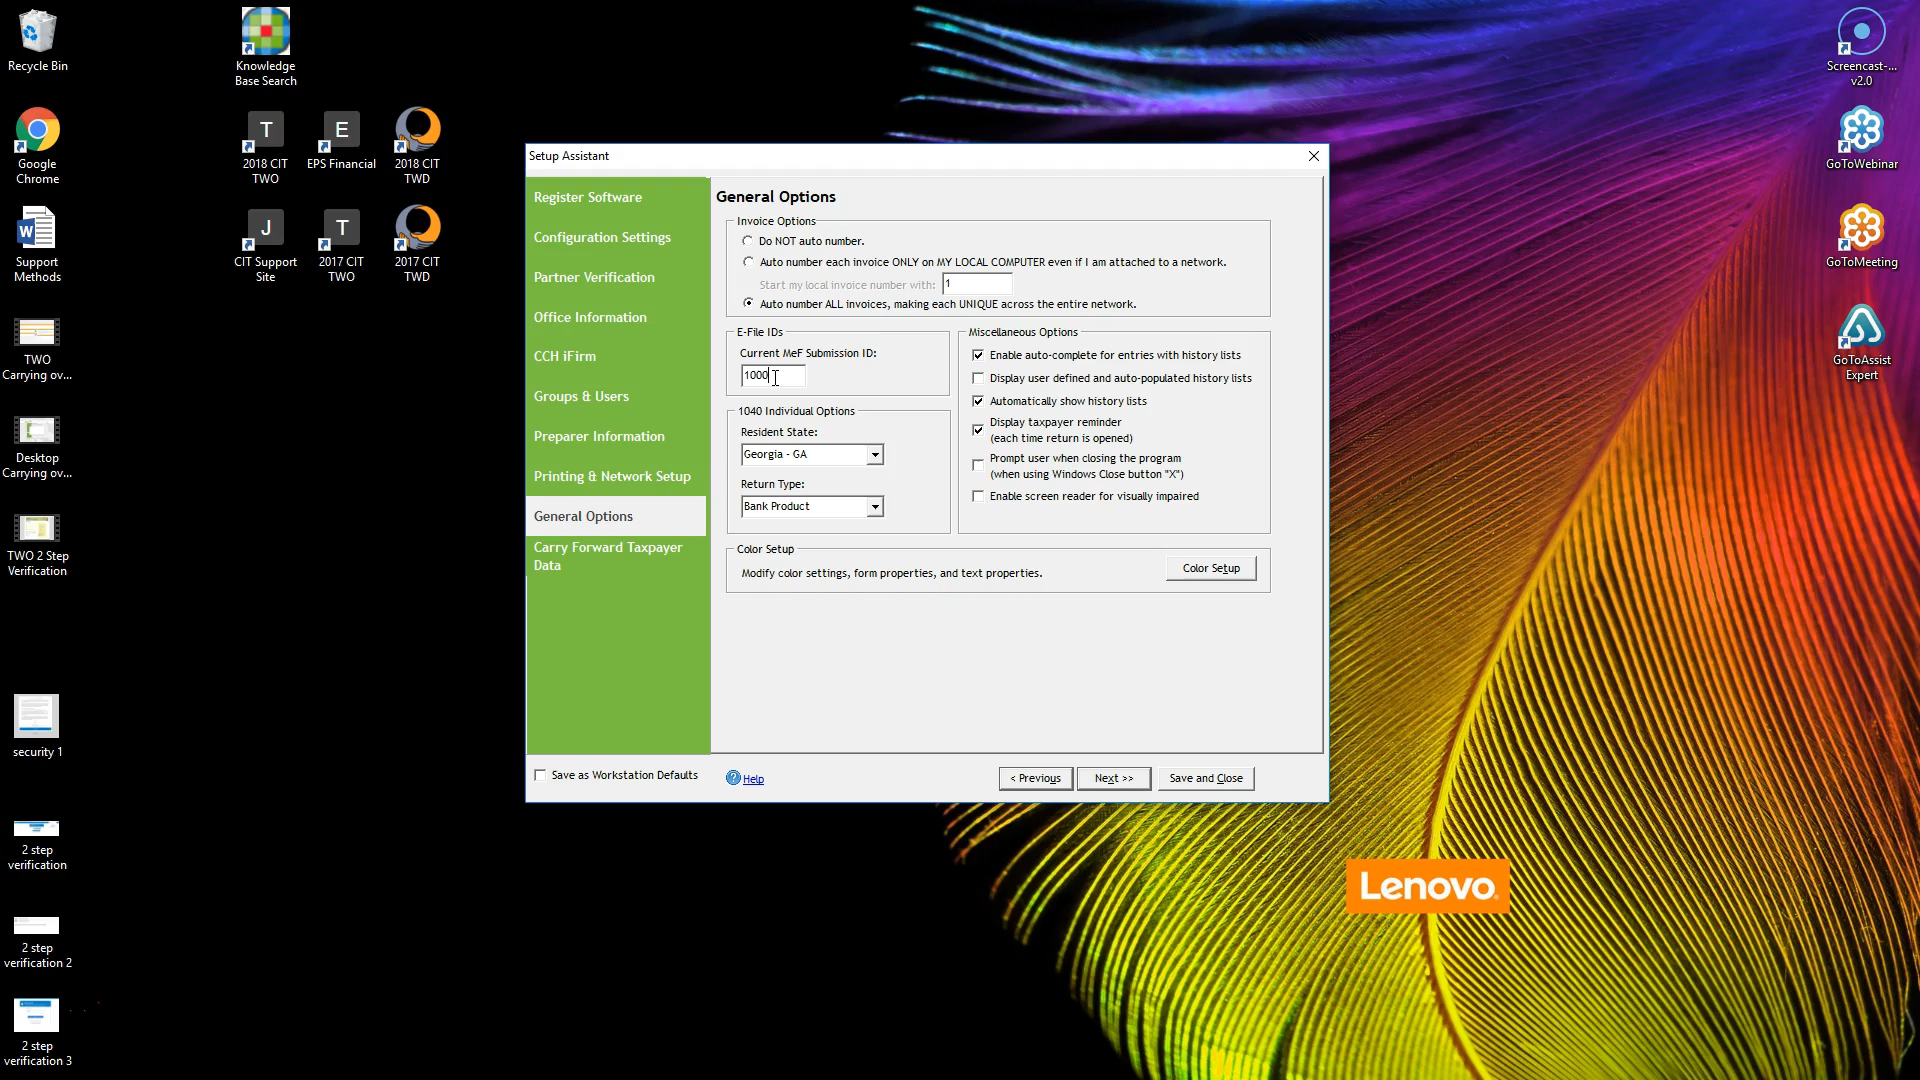 Recycle Bin
Google
Chrome
W
Support
Methods
TWO
Carrying ov...
Desktop
Carrying ov...
TWO 2 Step
Verification
security 1
2 step
verification
2 step
verification 2
2 step
verification 3
Knowledge
Base Search
T
2018 CIT
TWO
E
EPS Financial
2018 CIT
TWD
J
CIT Support
Site
T
2017 CIT
TWO
2017 CIT
TWD
Setup Assistant
Register Software
Configuration Settings
Partner Verification
Office Information
CCH iFirm
Groups & Users
Preparer Information
Printing & Network Setup
General Options
Carry Forward Taxpayer
Data
General Options
Invoice Options
Do NOT auto number.
Auto number each invoice ONLY on MY LOCAL COMPUTER even if I am attached to a network.
Start my local invoice number with: 1
Auto number ALL invoices, making each UNIQUE across the entire network.
E-File IDs
Current MeF Submission ID:
1000
1040 Individual Options
Resident State:
Georgia - GA
Return Type:
Bank Product
Miscellaneous Options
Enable auto-complete for entries with history lists
Display user defined and auto-populated history lists
Automatically show history lists
Display taxpayer reminder
(each time return is opened)
Prompt user when closing the program
(when using Windows Close button "X")
Enable screen reader for visually impaired
Color Setup
Modify color settings, form properties, and text properties.
Color Setup
Save as Workstation Defaults
? Help
< Previous
Next >>
Save and Close
Screencast-...
v2.0
GoToWebinar
GoToMeeting
GoToAssist
Expert
Lenovo.